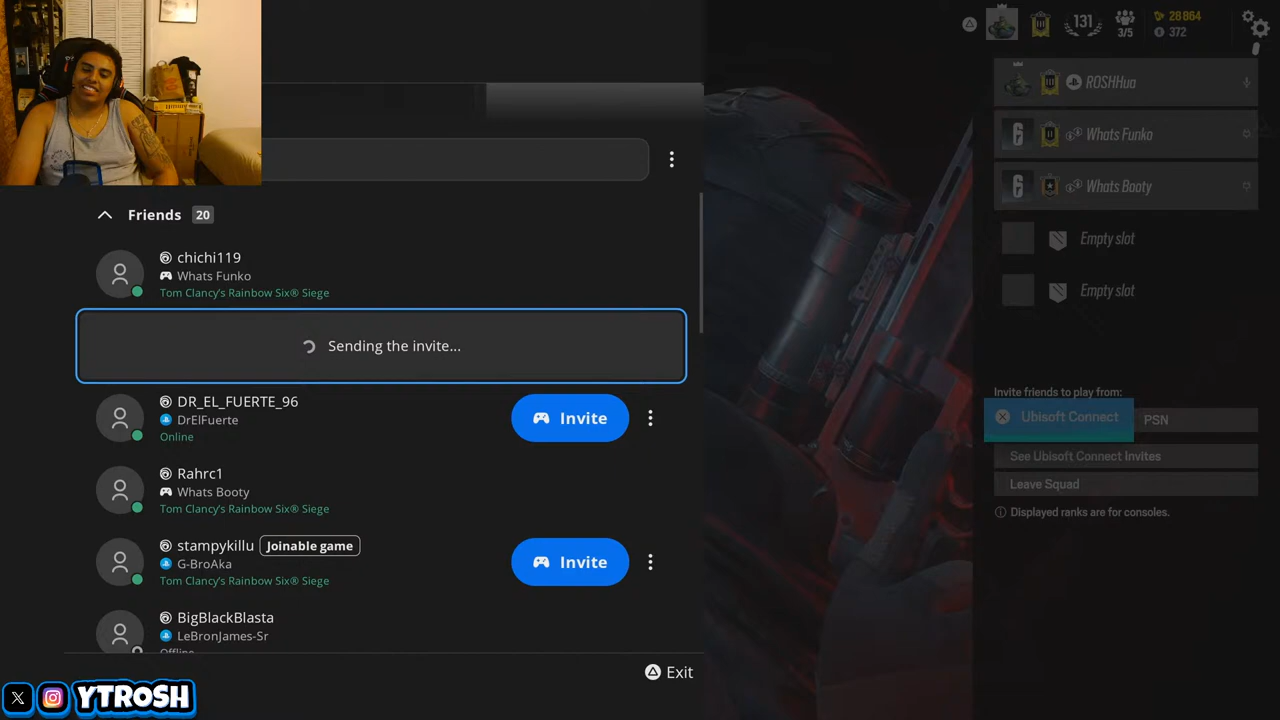 131
3/5
28 864
372
ROSHHua
Whats Funko
Whats Booty
Empty slot
Empty slot
Friends 20
chichi119
Whats Funko
Tom Clancy's Rainbow Six® Siege
Sending the invite...
DR_EL_FUERTE_96
DrElFuerte
Online
Invite
Rahrc1
Whats Booty
Tom Clancy's Rainbow Six® Siege
stampykillu Joinable game
G-BroAka
Tom Clancy's Rainbow Six® Siege
Invite
BigBlackBlasta
LeBronJames-Sr
Offline
Exit
Invite friends to play from:
Ubisoft Connect
PSN
See Ubisoft Connect Invites
Leave Squad
Displayed ranks are for consoles.
YTROSH